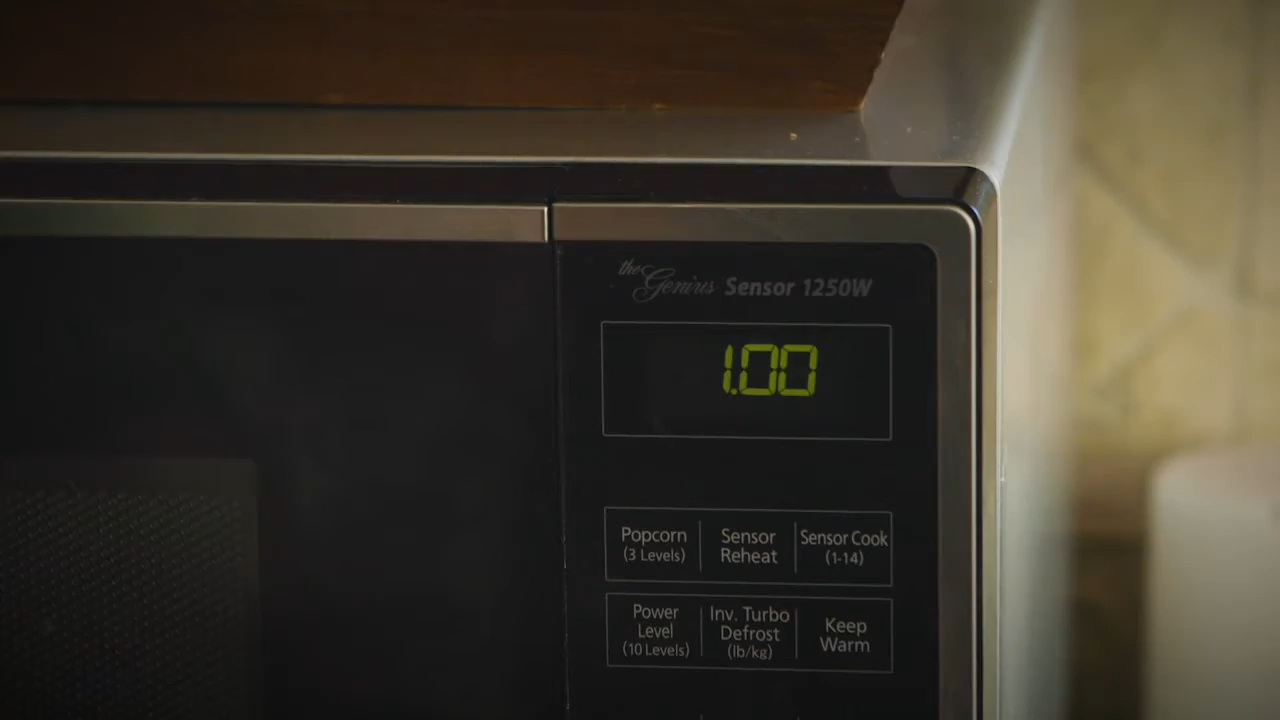 the Genius Sensor 1250W
1.00
Popcorn
(3 Levels)
Sensor
Reheat
Sensor Cook
(1-14)
Power
Level
(10 Levels)
Inv. Turbo
Defrost
(lb/kg)
Keep
Warm